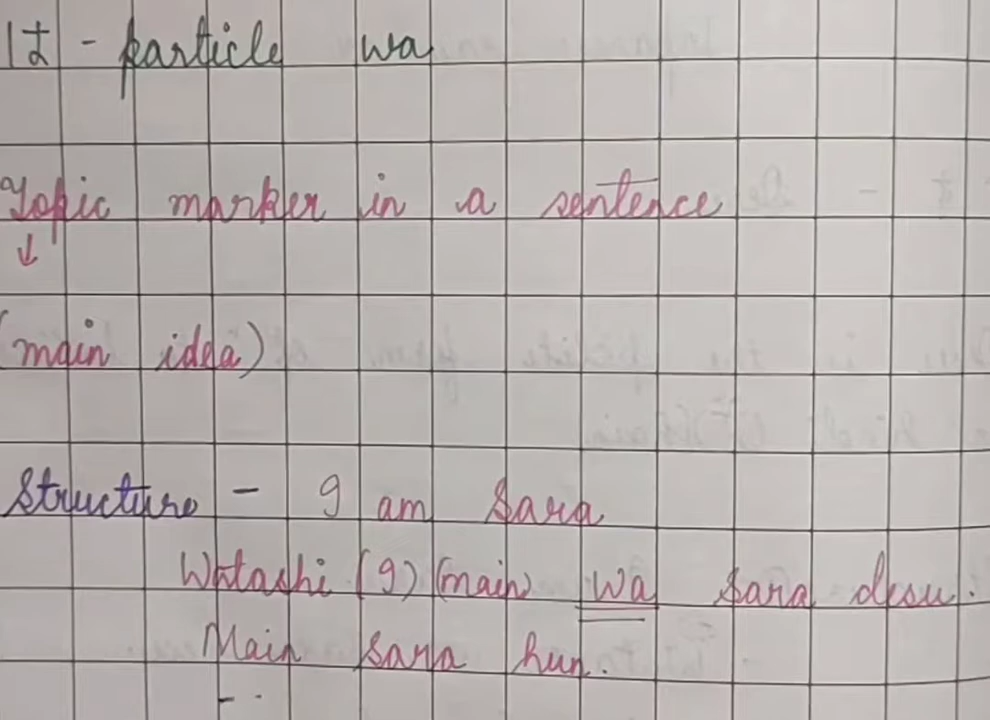 は - particle wa
Topic marker in a sentence
↓
(main idea)
Structure - I am Sara
Watashi (I) (main) wa Sara desu.
Main Sara hun.